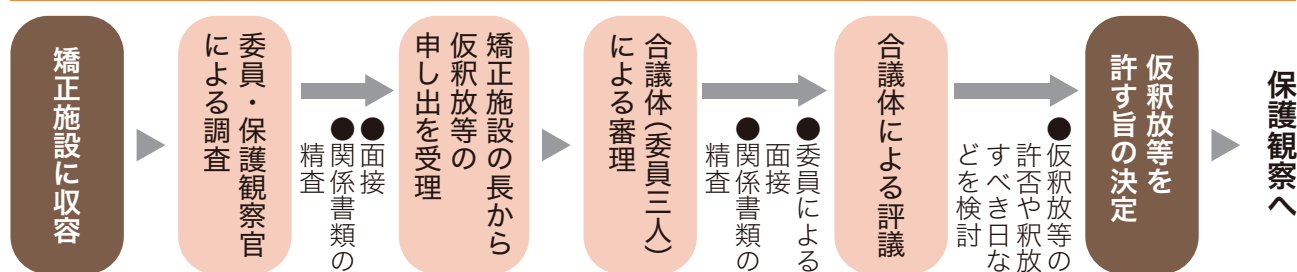 矯正施設に収容
委員・保護観察官
による調査
●面接
●関係書類の
精査
矯正施設の長から
仮釈放等の
申し出を受理
合議体（委員三人）
による審理
●委員による
面接
●関係書類の
精査
合議体による評議
●仮釈放等の
許否や釈放
すべき日な
どを検討
仮釈放等を
許す旨の決定
保護観察へ